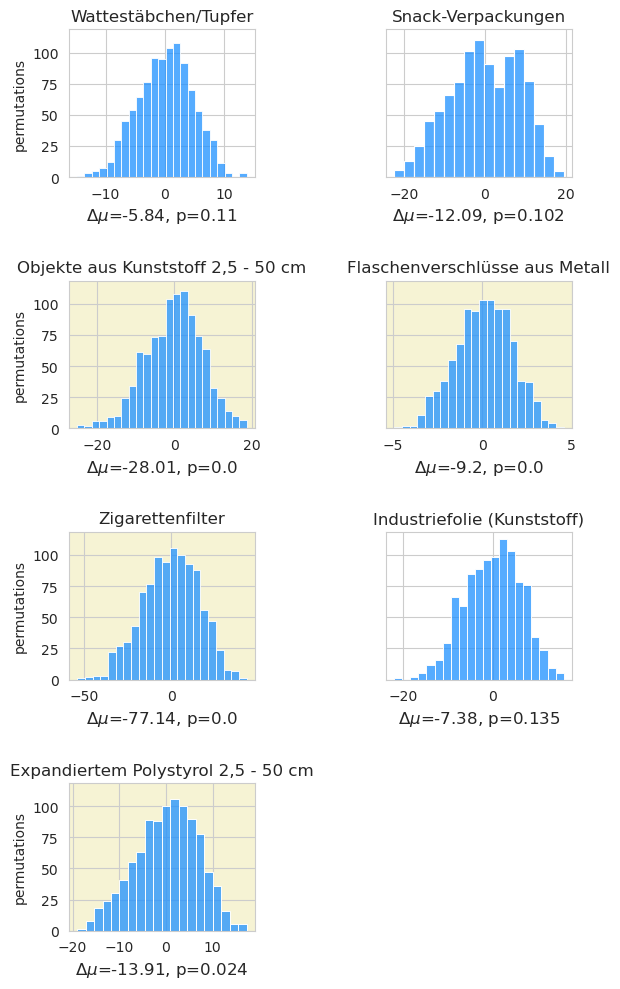 Wattestäbchen/Tupfer
Snack-Verpackungen
permutations
100
75
50
25
0
−10
0
10
−20
0
20
Δμ=-5.84, p=0.11
Δμ=-12.09, p=0.102
Objekte aus Kunststoff 2,5 - 50 cm
Flaschenverschlüsse aus Metall
permutations
100
75
50
25
0
−20
0
20
−5
0
5
Δμ=-28.01, p=0.0
Δμ=-9.2, p=0.0
Zigarettenfilter
Industriefolie (Kunststoff)
permutations
100
75
50
25
0
−50
0
−20
0
Δμ=-77.14, p=0.0
Δμ=-7.38, p=0.135
Expandiertem Polystyrol 2,5 - 50 cm
permutations
100
75
50
25
0
−20
−10
0
10
Δμ=-13.91, p=0.024